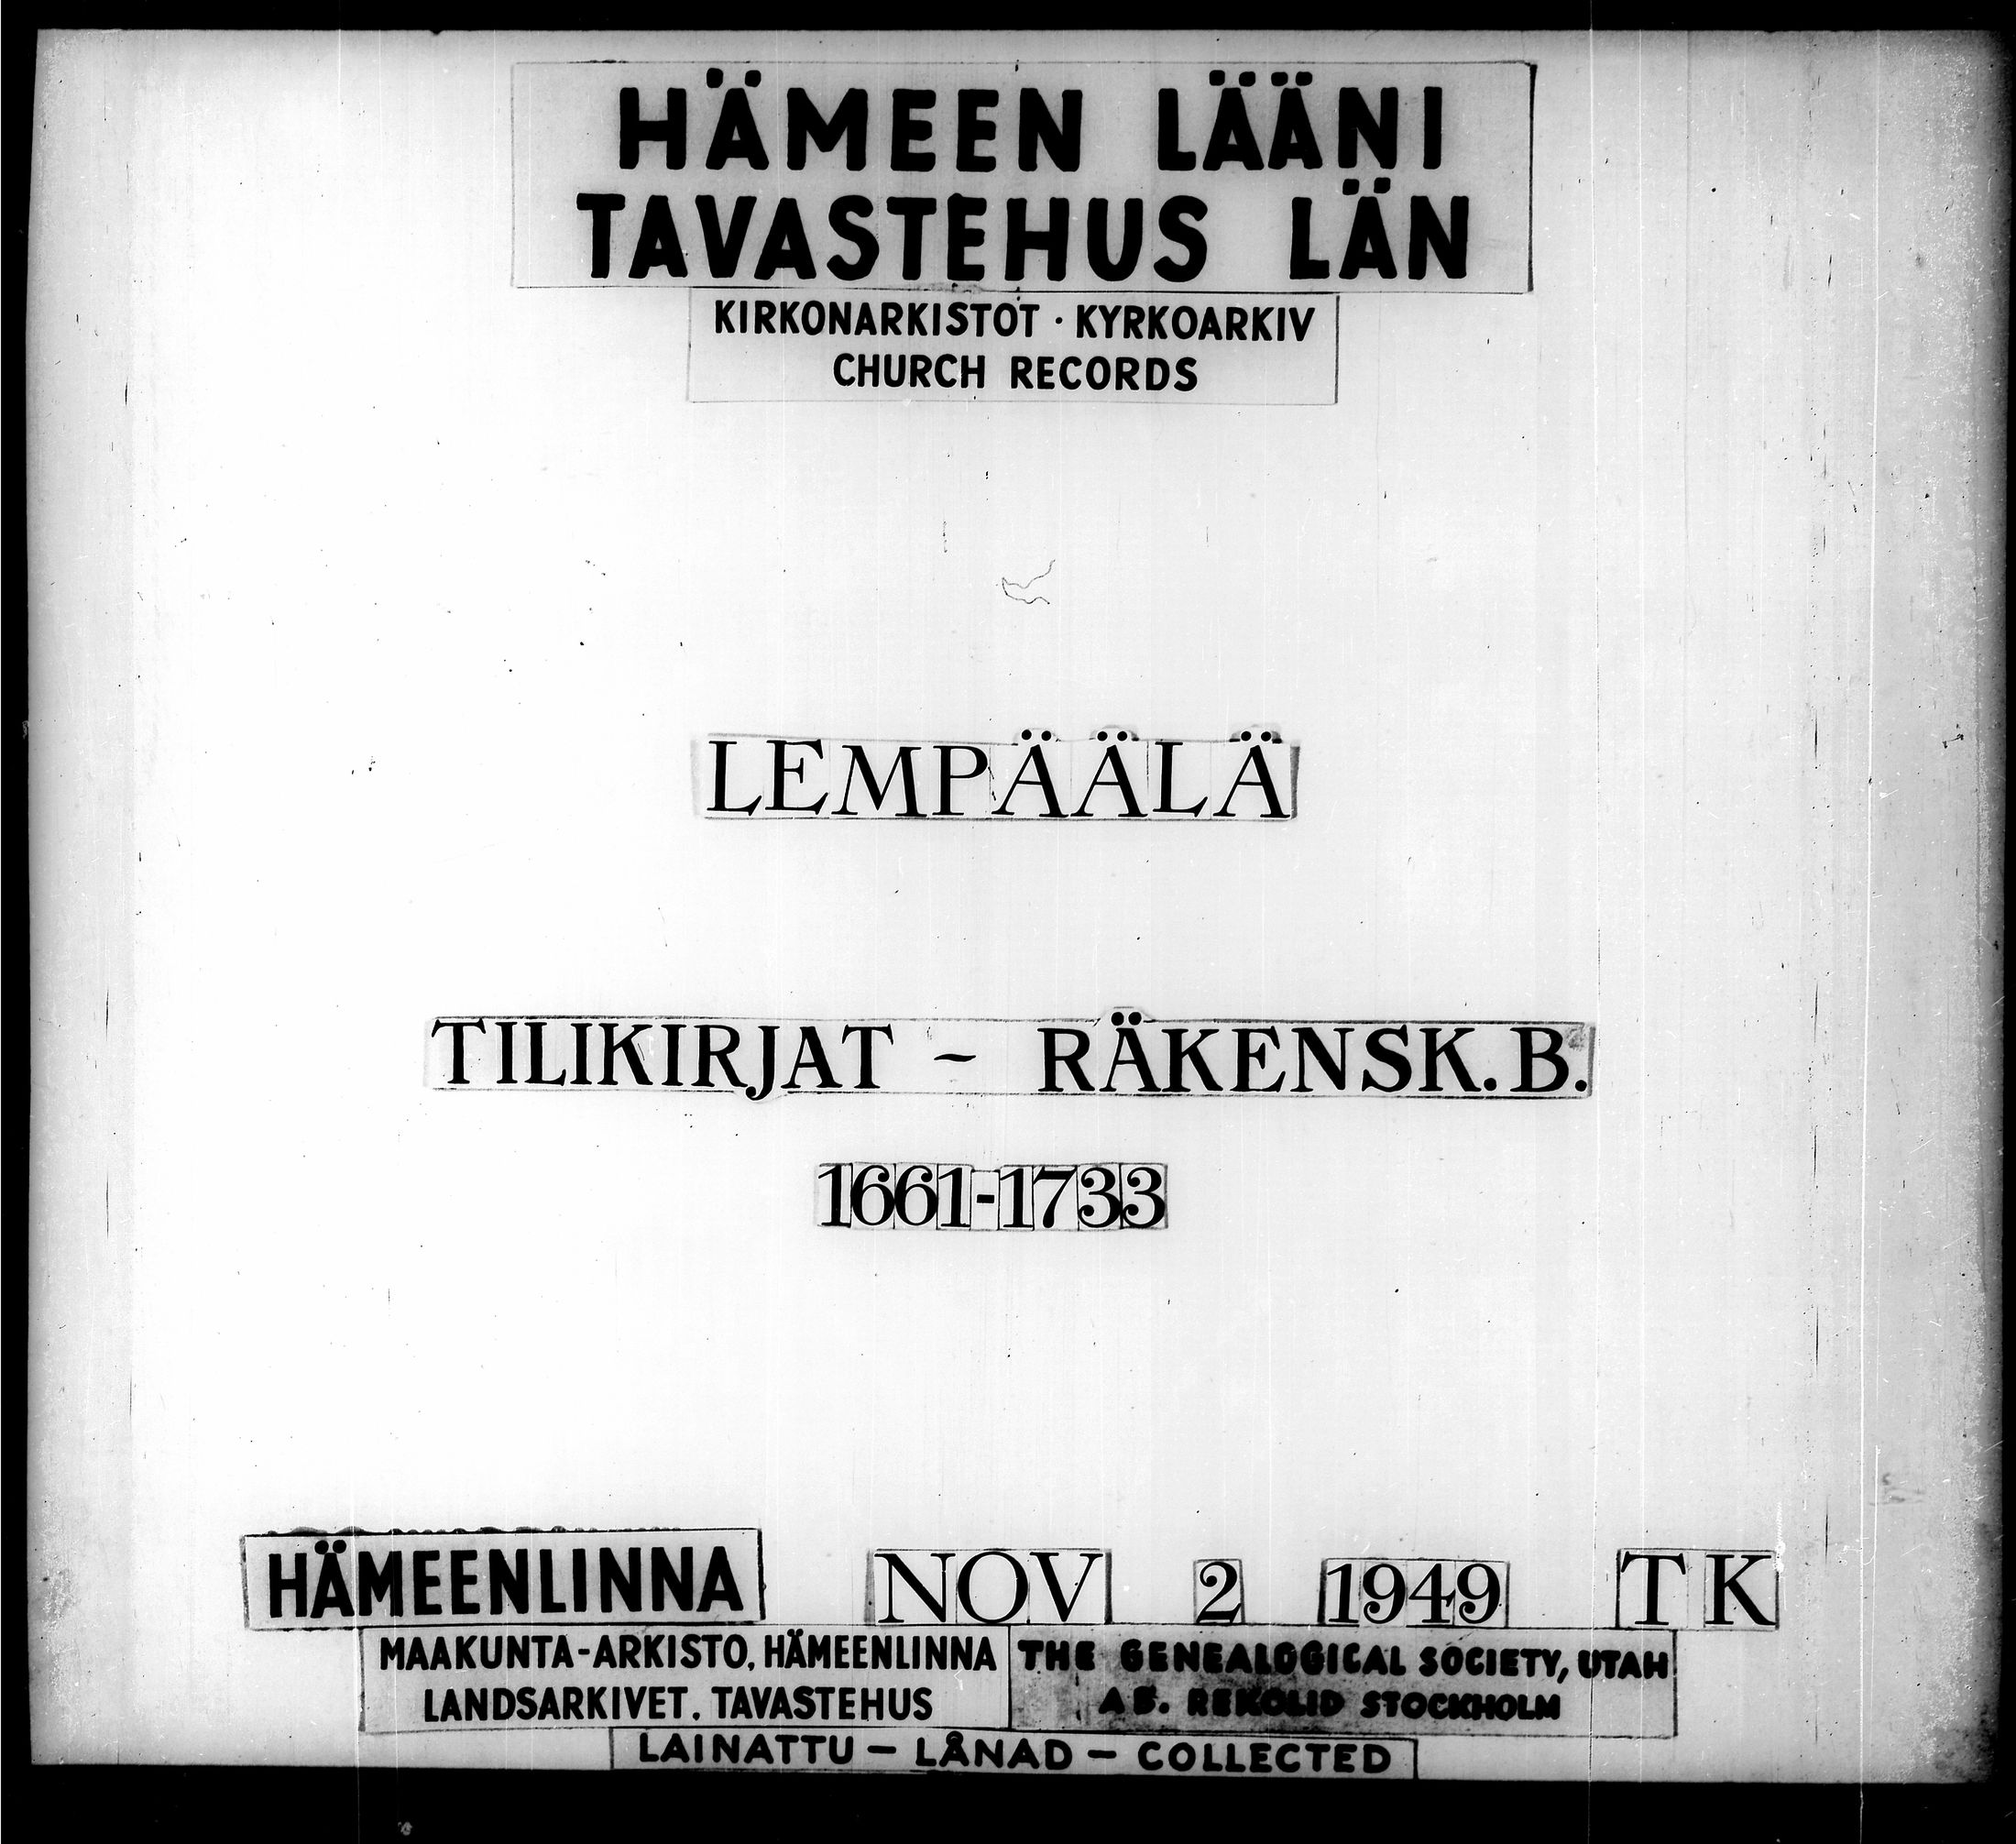 HÄMEEN LÄÄNI
TAVASTEHUS LÄN
KIRKONARKISTOT · KYRKOARKIV
CHURCH RECORDS
LEMPÄÄLÄ
TILIKIRJAT - RÄKENSK. B.
1661-1733
HÄMEENLINNA NOV 2 1949 TK
MAAKUNTA-ARKISTO, HÄMEENLINNA
LANDSARKIVET, TAVASTEHUS
THE GENEALOGICAL SOCIETY, UTAH
AB. REKOLID STOCKHOLM
LAINATTU - LÅNAD - COLLECTED